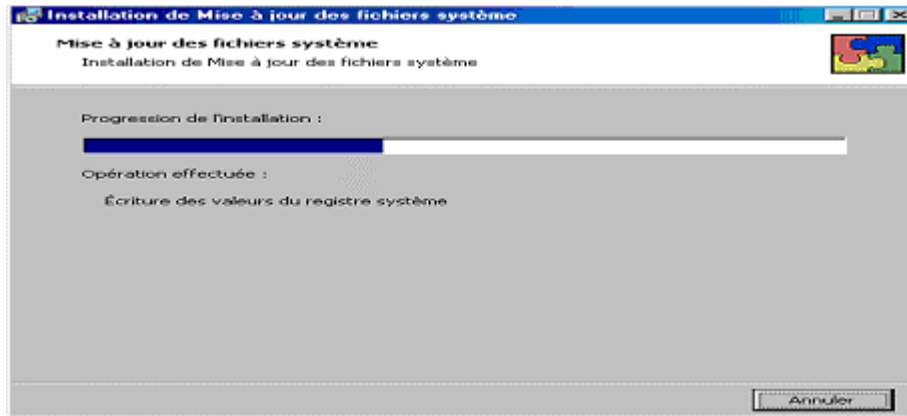 Installation de Mise à jour des fichiers système
Mise à jour des fichiers système
Installation de Mise à jour des fichiers système
Progression de l'installation :
Opération effectuée :
Écriture des valeurs du registre système
Annuler